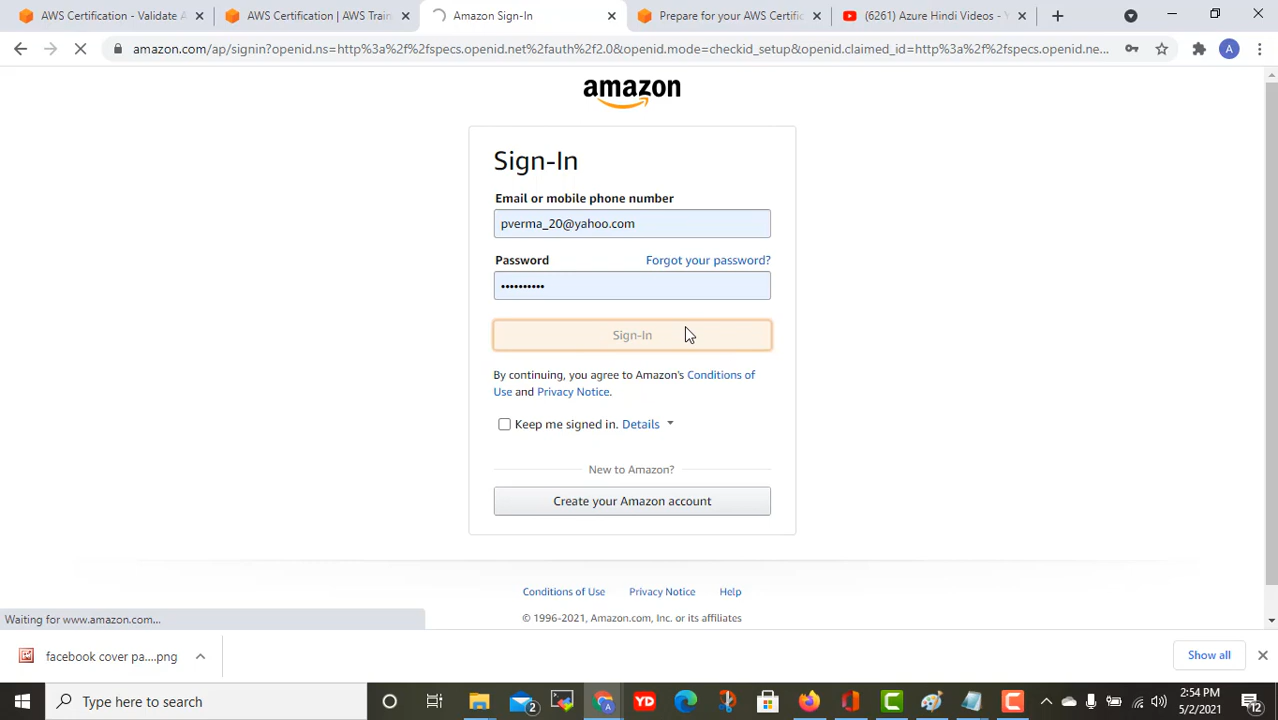 AWS Certification - Validate A
AWS Certification | AWS Train
Amazon Sign-In
Prepare for your AWS Certific
(6261) Azure Hindi Videos - Y
amazon.com/ap/signin?openid.ns=http%3a%2f%2fspecs.openid.net%2fauth%2f2.0&openid.mode=checkid_setup&openid.claimed_id=http%3a%2f%2fspecs.openid.ne...
A
amazon
Sign-In
Email or mobile phone number
pverma_20@yahoo.com
Password
Forgot your password?
Sign-In
By continuing, you agree to Amazon's Conditions of
Use and Privacy Notice.
Keep me signed in. Details
New to Amazon?
Create your Amazon account
Conditions of Use
Privacy Notice
Help
© 1996-2021, Amazon.com, Inc. or its affiliates
Waiting for www.amazon.com...
facebook cover pa....png
Show all
Type here to search
2
YD
2:54 PM
5/2/2021
12